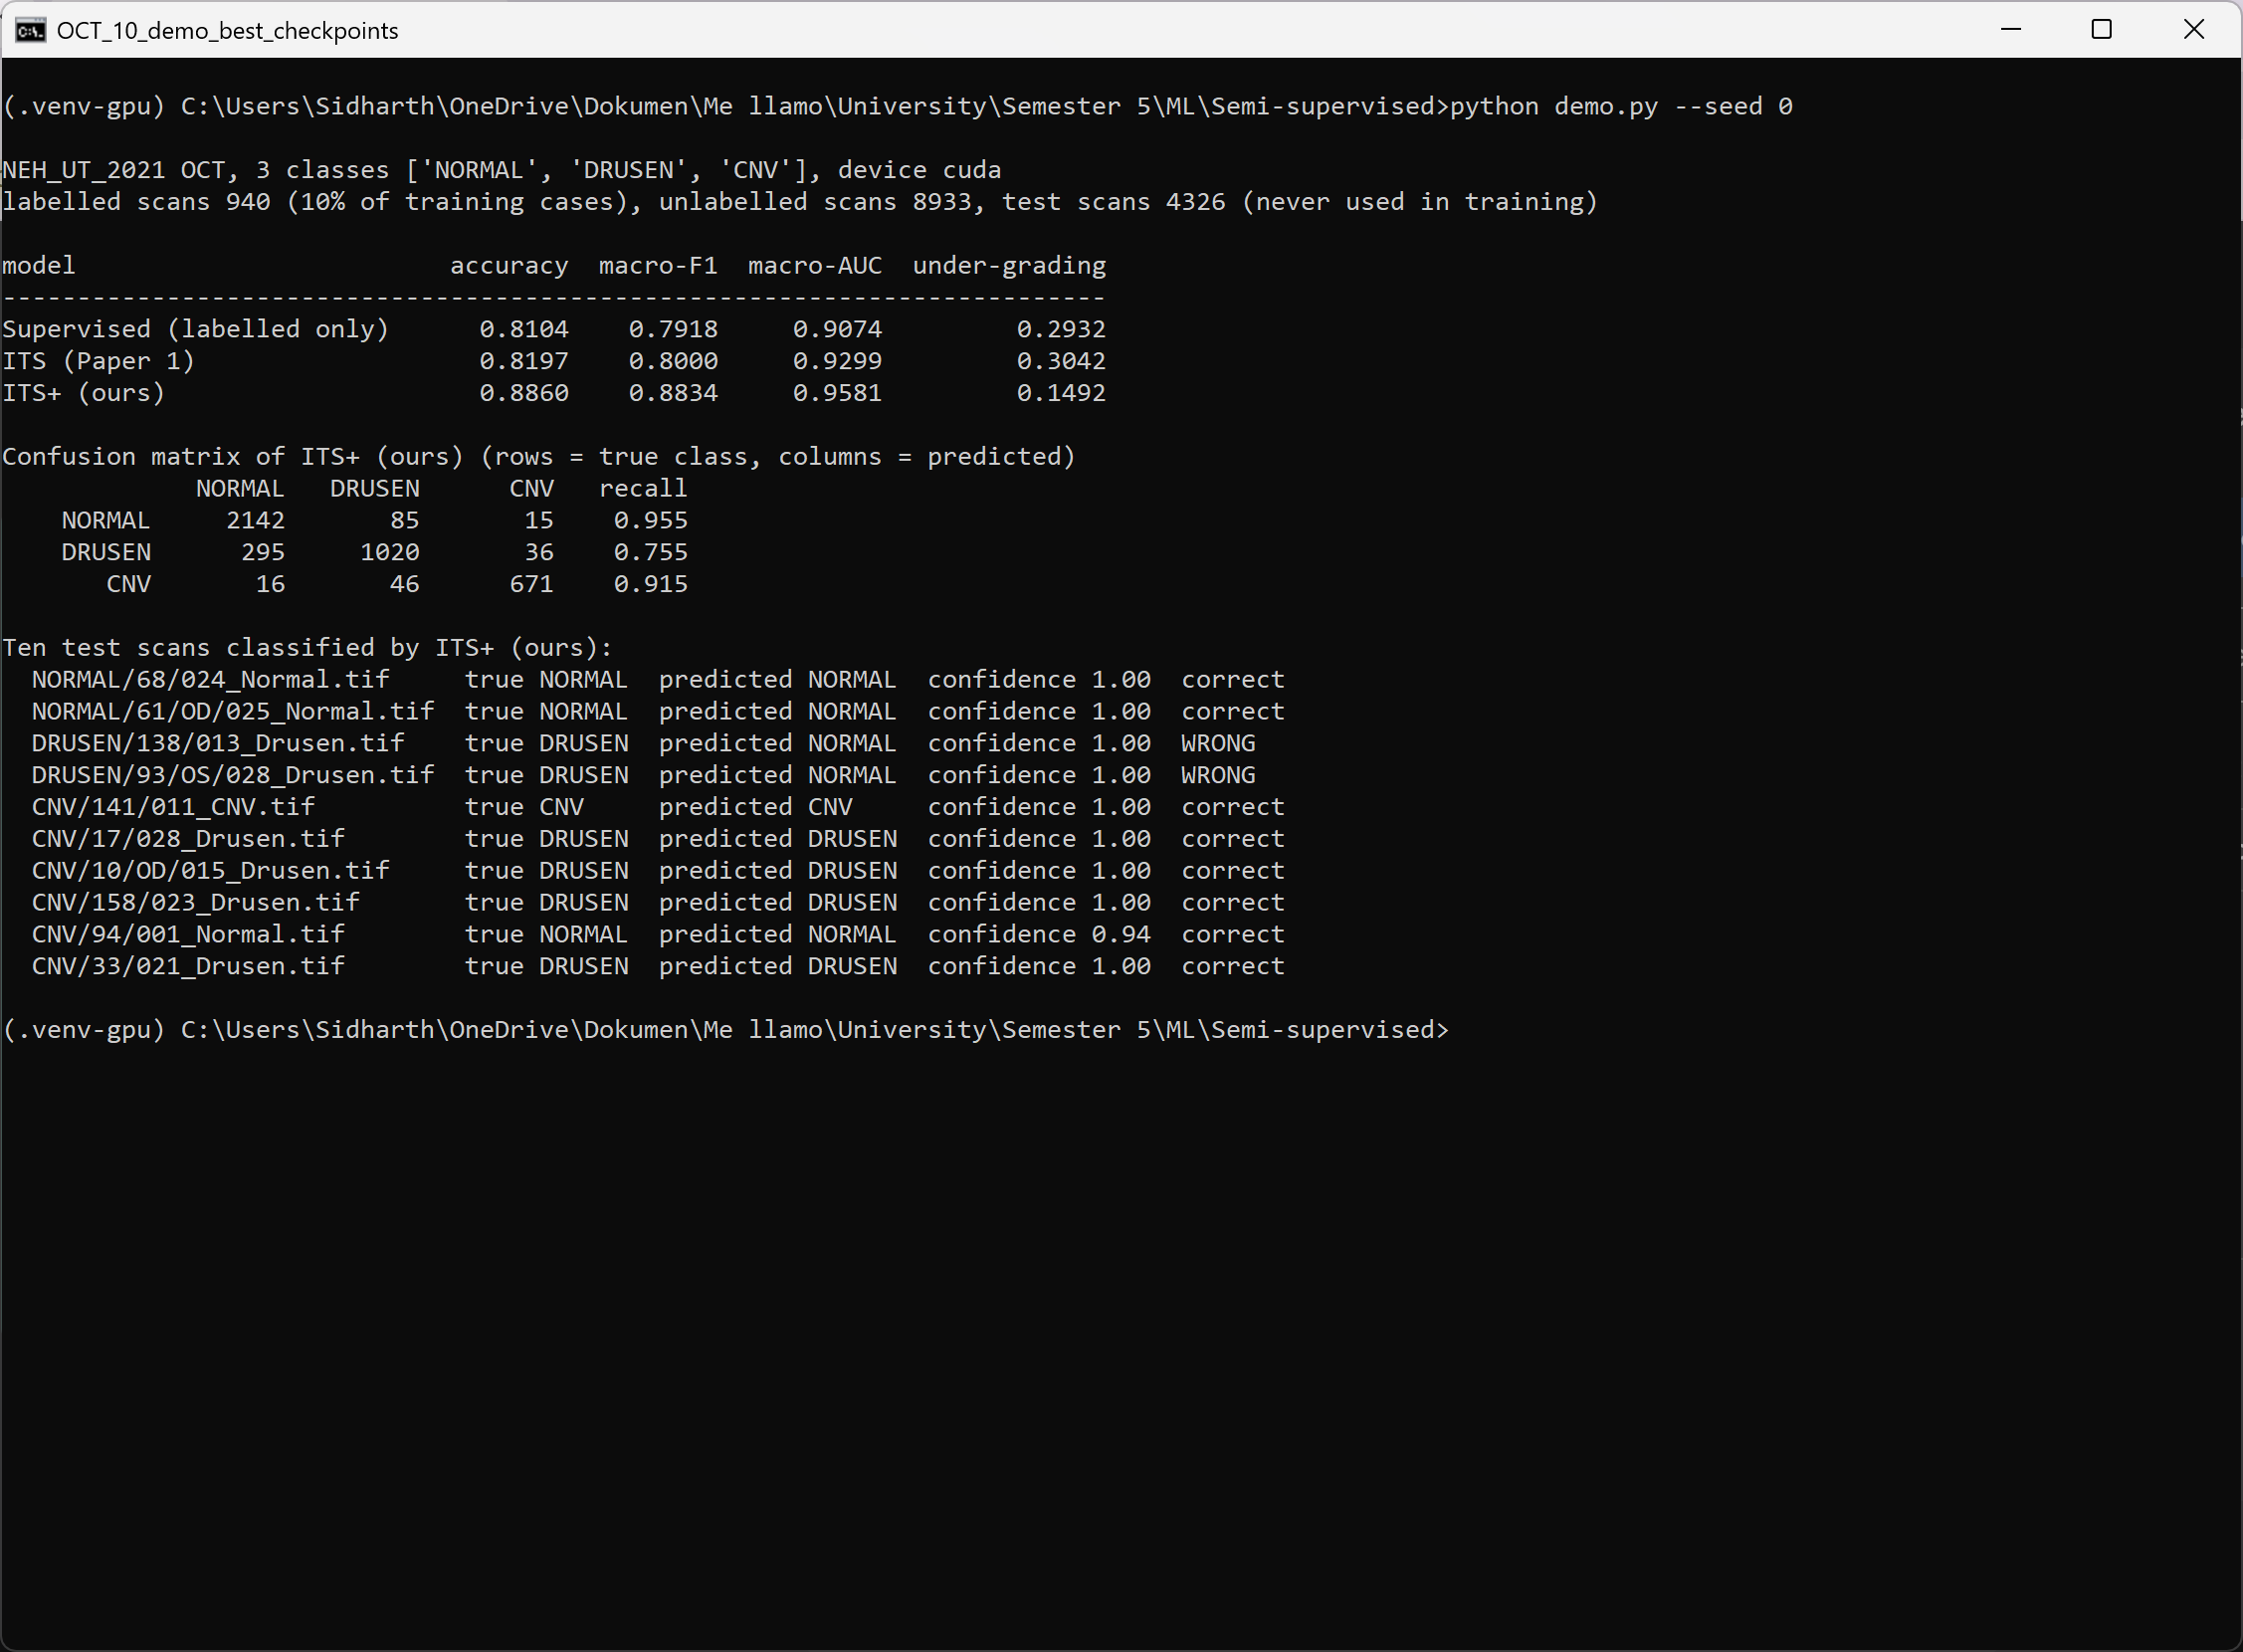 OCT_10_demo_best_checkpoints
(.venv-gpu) C:\Users\Sidharth\OneDrive\Dokumen\Me llamo\University\Semester 5\ML\Semi-supervised>python demo.py --seed 0
NEH_UT_2021 OCT, 3 classes ['NORMAL', 'DRUSEN', 'CNV'], device cuda
labelled scans 940 (10% of training cases), unlabelled scans 8933, test scans 4326 (never used in training)
model accuracy macro-F1 macro-AUC under-grading
--------------------------------------------------------------------------
Supervised (labelled only) 0.8104 0.7918 0.9074 0.2932
ITS (Paper 1) 0.8197 0.8000 0.9299 0.3042
ITS+ (ours) 0.8860 0.8834 0.9581 0.1492
Confusion matrix of ITS+ (ours) (rows = true class, columns = predicted)
NORMAL DRUSEN CNV recall
NORMAL 2142 85 15 0.955
DRUSEN 295 1020 36 0.755
CNV 16 46 671 0.915
Ten test scans classified by ITS+ (ours):
NORMAL/68/024_Normal.tif true NORMAL predicted NORMAL confidence 1.00 correct
NORMAL/61/OD/025_Normal.tif true NORMAL predicted NORMAL confidence 1.00 correct
DRUSEN/138/013_Drusen.tif true DRUSEN predicted NORMAL confidence 1.00 WRONG
DRUSEN/93/OS/028_Drusen.tif true DRUSEN predicted NORMAL confidence 1.00 WRONG
CNV/141/011_CNV.tif true CNV predicted CNV confidence 1.00 correct
CNV/17/028_Drusen.tif true DRUSEN predicted DRUSEN confidence 1.00 correct
CNV/10/OD/015_Drusen.tif true DRUSEN predicted DRUSEN confidence 1.00 correct
CNV/158/023_Drusen.tif true DRUSEN predicted DRUSEN confidence 1.00 correct
CNV/94/001_Normal.tif true NORMAL predicted NORMAL confidence 0.94 correct
CNV/33/021_Drusen.tif true DRUSEN predicted DRUSEN confidence 1.00 correct
(.venv-gpu) C:\Users\Sidharth\OneDrive\Dokumen\Me llamo\University\Semester 5\ML\Semi-supervised>